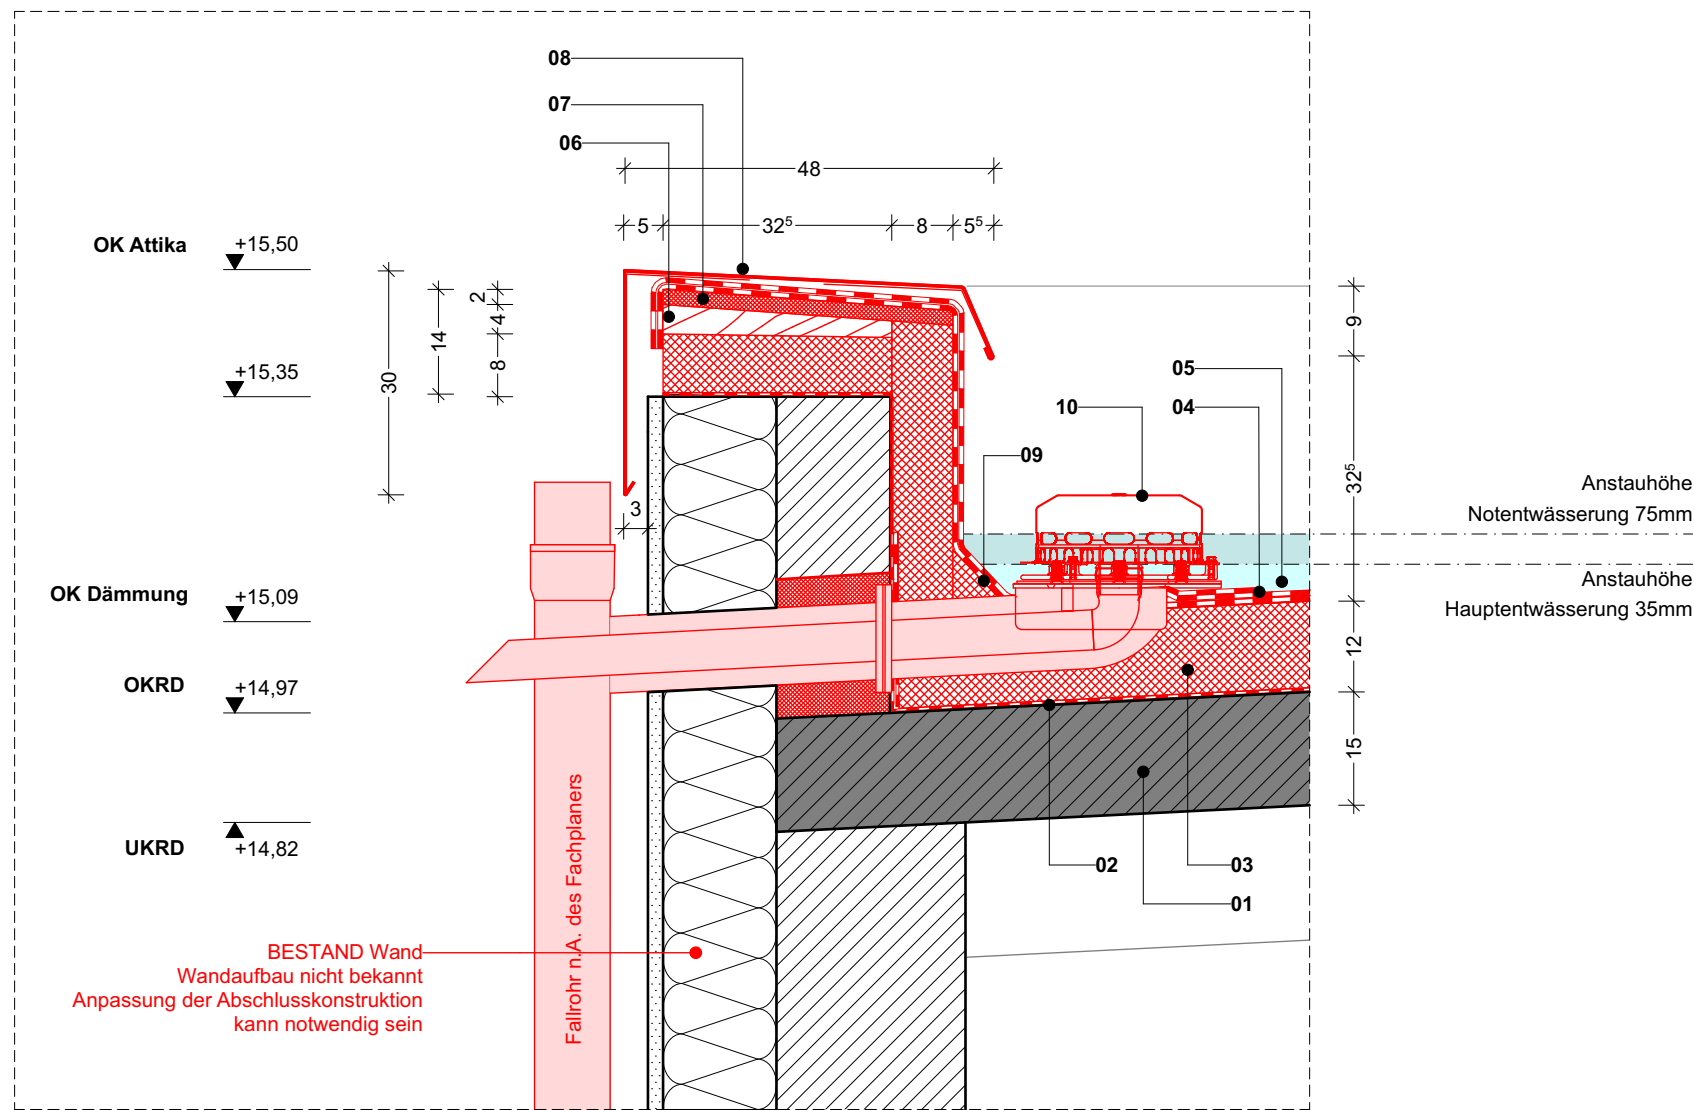 08
07
06
48
5
32⁵
8
5⁵
OK Attika
+15,50
2
4
14
8
30
+15,35
9
05
04
10
09
32⁵
3
Anstauhöhe
Notentwässerung 75mm
Anstauhöhe
Hauptentwässerung 35mm
OK Dämmung
+15,09
12
OKRD
+14,97
15
UKRD
+14,82
02
03
01
Fallrohr n.A. des Fachplaners
BESTAND Wand
Wandaufbau nicht bekannt
Anpassung der Abschlusskonstruktion
kann notwendig sein